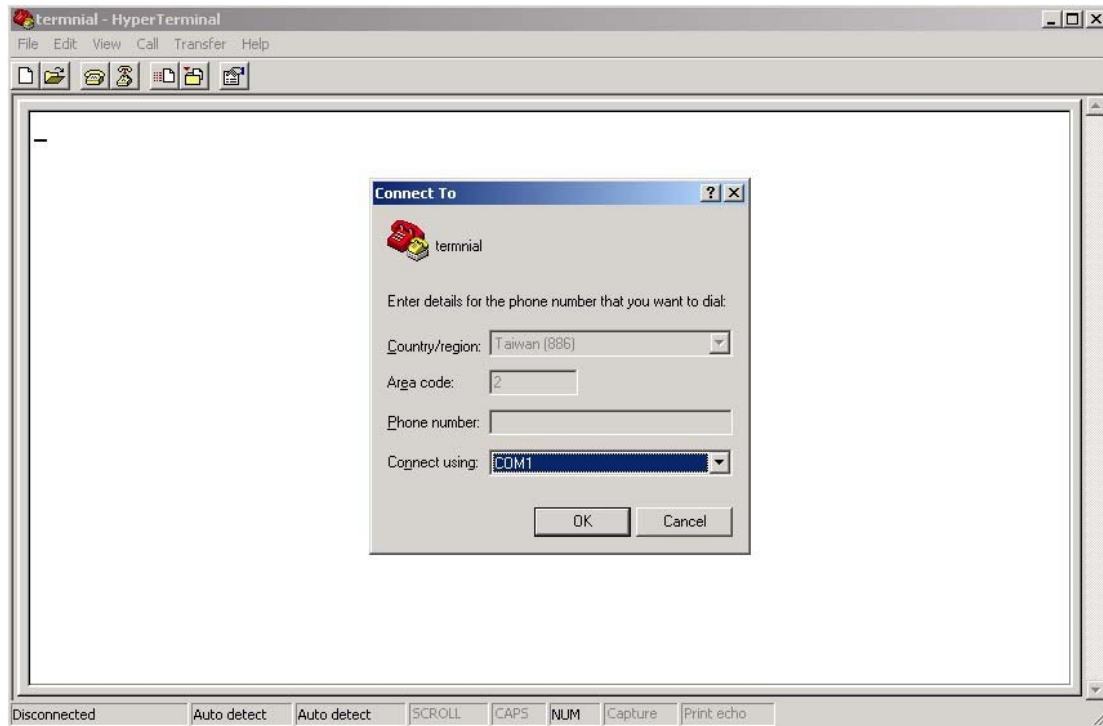 termnial - HyperTerminal
File Edit View Call Transfer Help
Connect To
termnial
Enter details for the phone number that you want to dial:
Country/region: Taiwan (886)
Area code: 2
Phone number:
Connect using: COM1
OK Cancel
Disconnected Auto detect Auto detect SCROLL CAPS NUM Capture Print echo